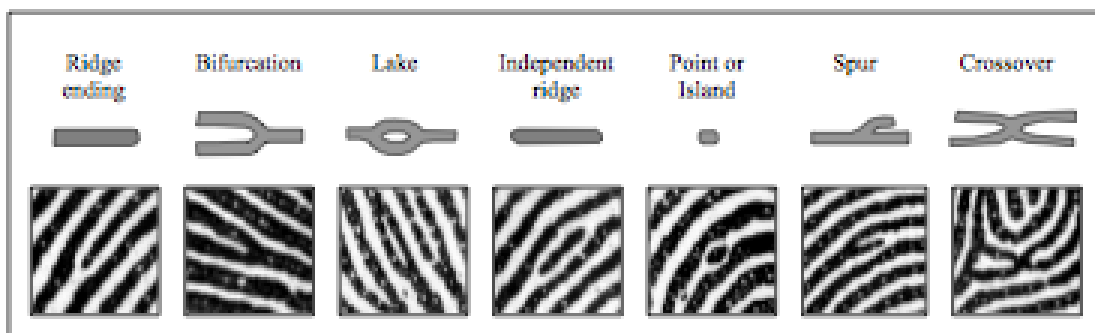 Ridge ending
Bifurcation
Lake
Independent ridge
Point or Island
Spur
Crossover